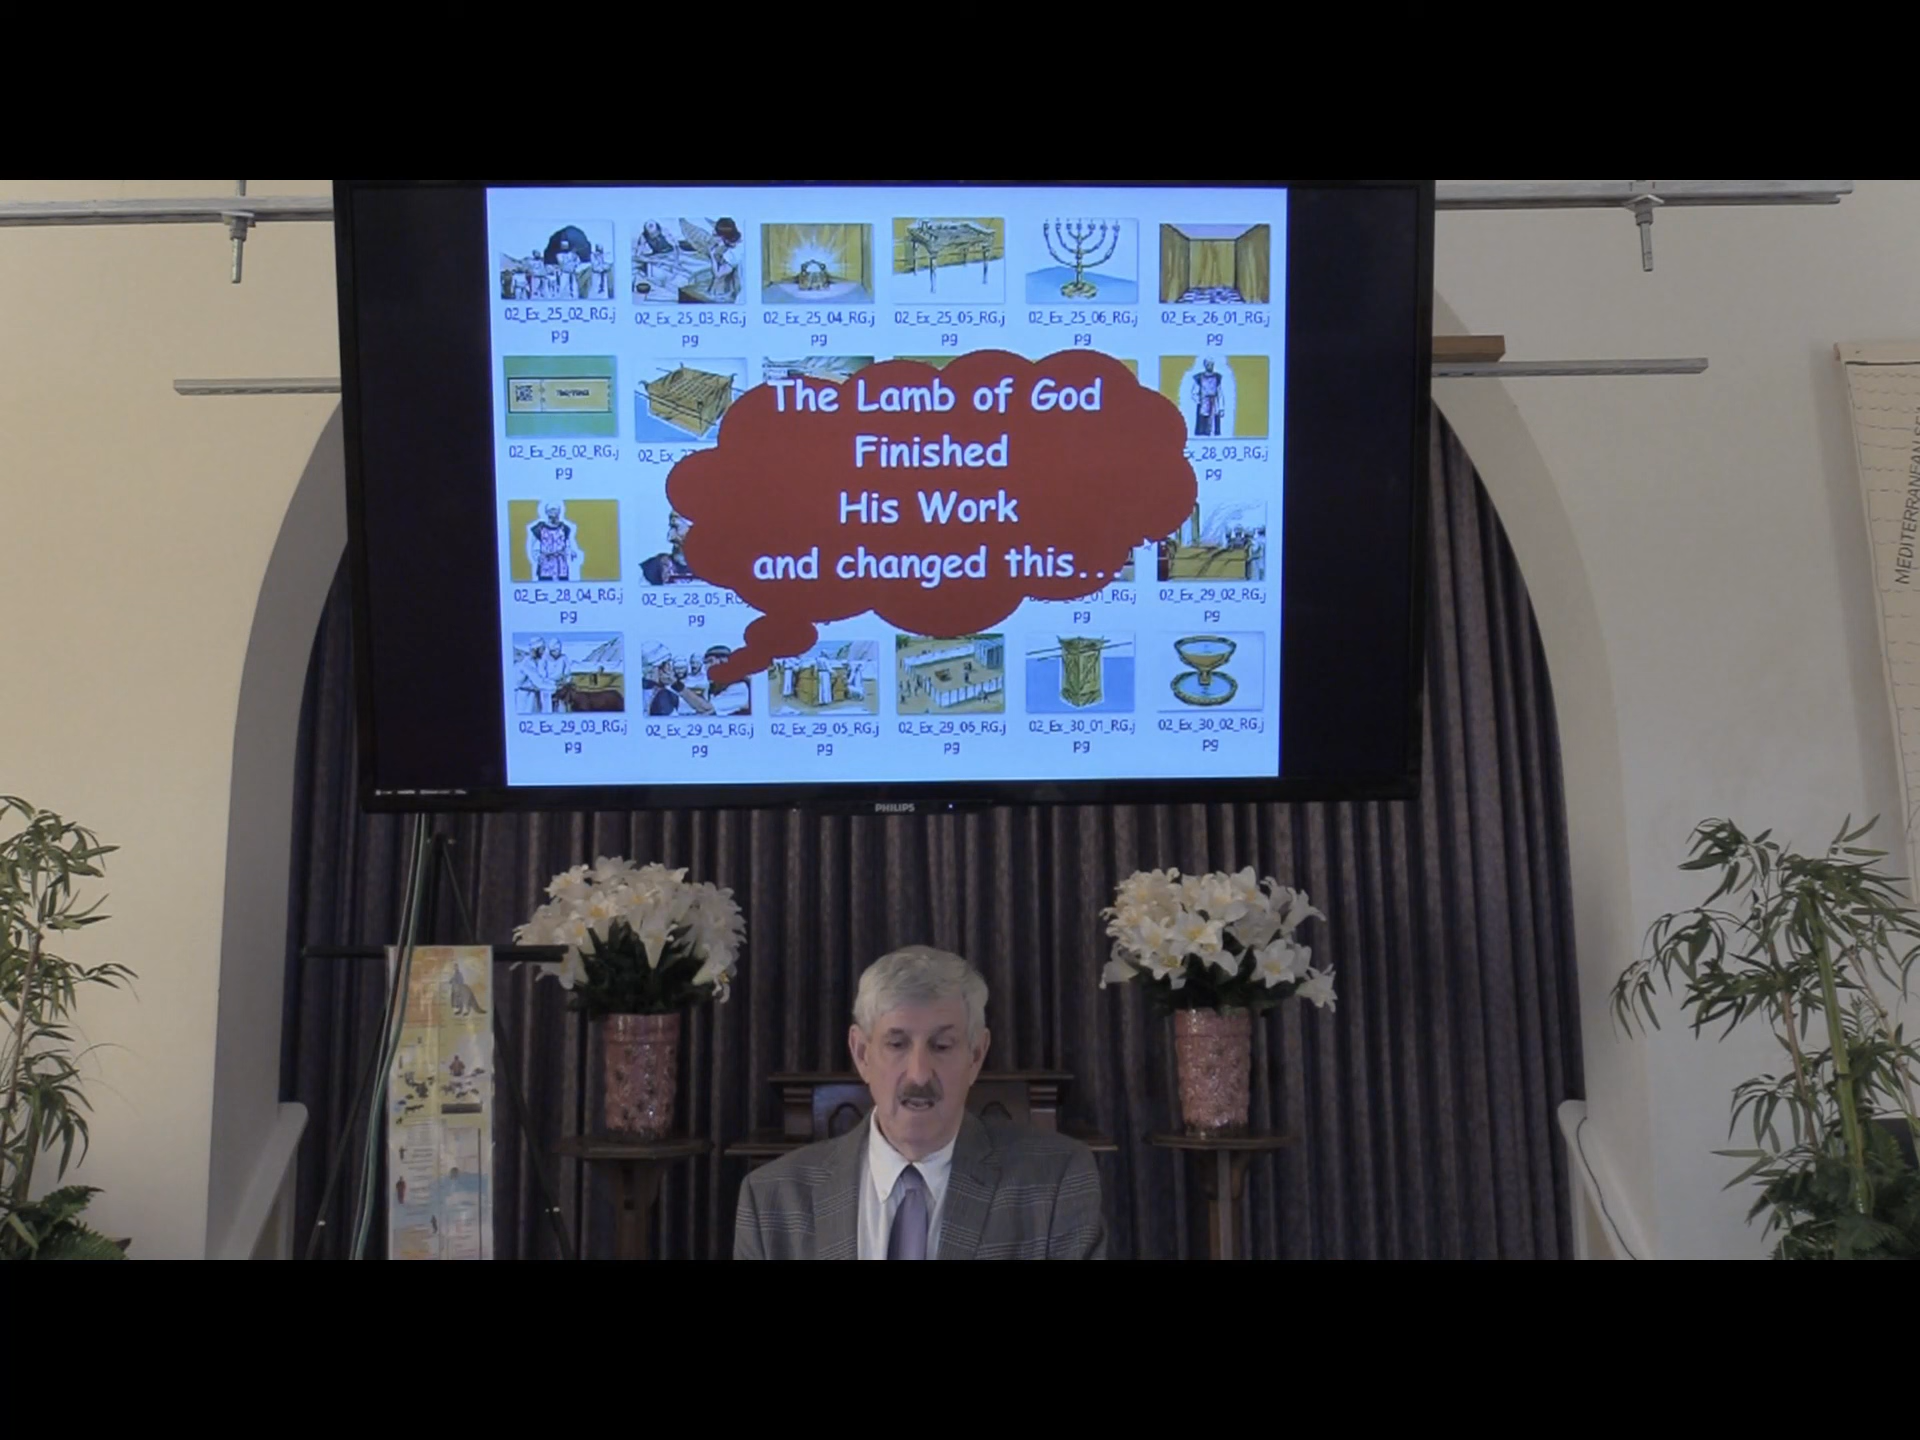 02_Ex_25_02_RG.j
pg
02_Ex_25_03_RG.j
pg
02_Ex_25_04_RG.j
pg
02_Ex_25_05_RG.j
pg
02_Ex_25_06_RG.j
pg
02_Ex_26_01_RG.j
pg
02_Ex_26_02_RG.j
pg
The Lamb of God
Finished
His Work
and changed this...
02_Ex_28_04_RG.j
pg
02_Ex_28_05_RG.
pg
pg
02_Ex_29_02_RG.j
pg
02_Ex_29_03_RG.j
pg
02_Ex_29_04_RG.j
pg
02_Ex_29_05_RG.j
pg
02_Ex_29_06_RG.j
pg
02_Ex_30_01_RG.j
pg
02_Ex_30_02_RG.j
pg
PHILIPS